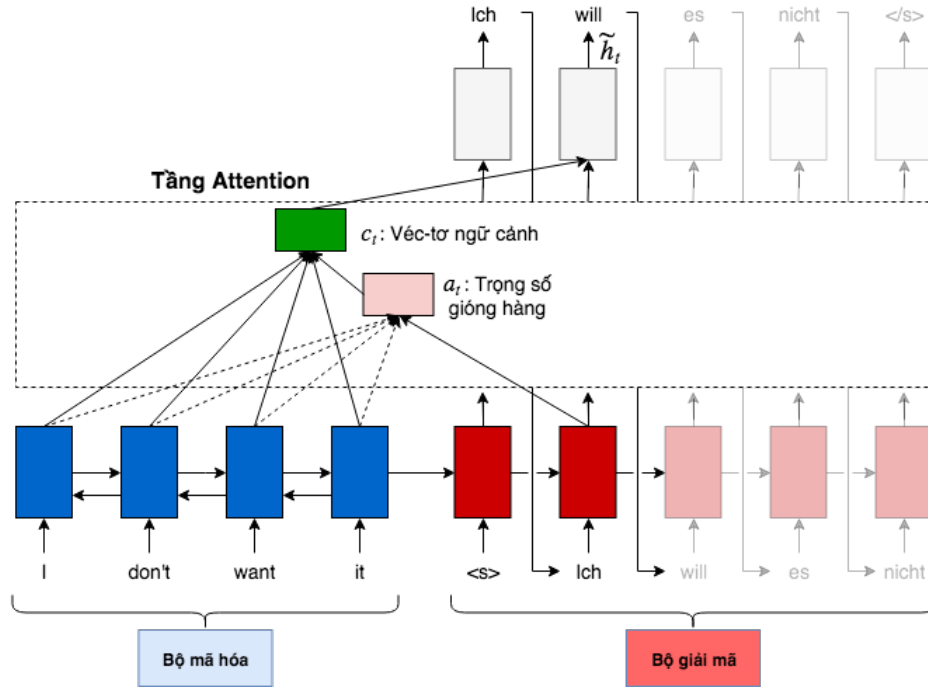 Ich will es nicht </s>
h̃ₜ
Tầng Attention
cₜ: Véc-tơ ngữ cảnh
aₜ: Trọng số
gióng hàng
I don't want it <s> Ich will es nicht
Bộ mã hóa Bộ giải mã